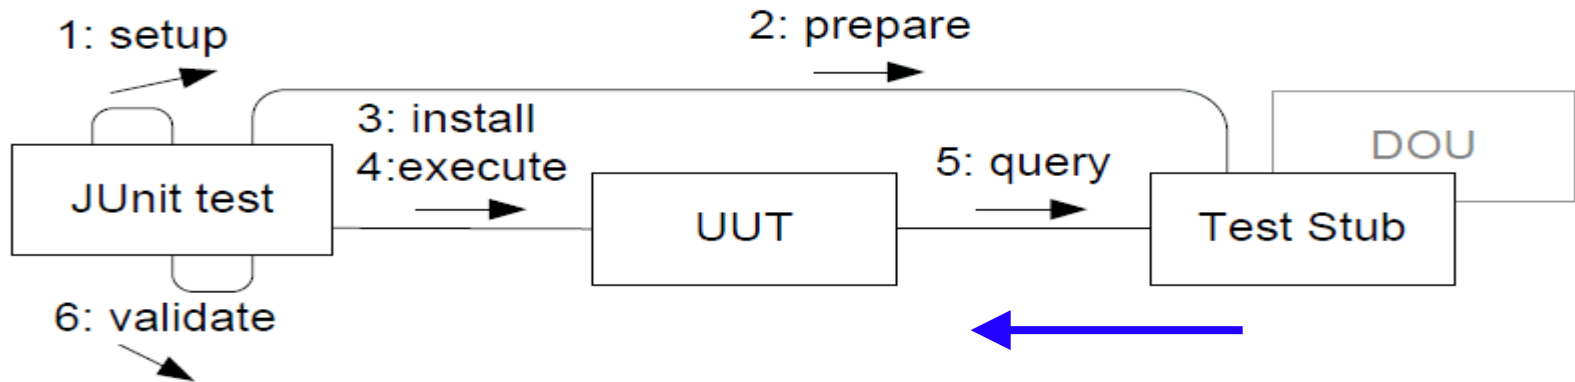 1: setup
2: prepare
3: install
4:execute
5: query
DOU
JUnit test
UUT
Test Stub
6: validate